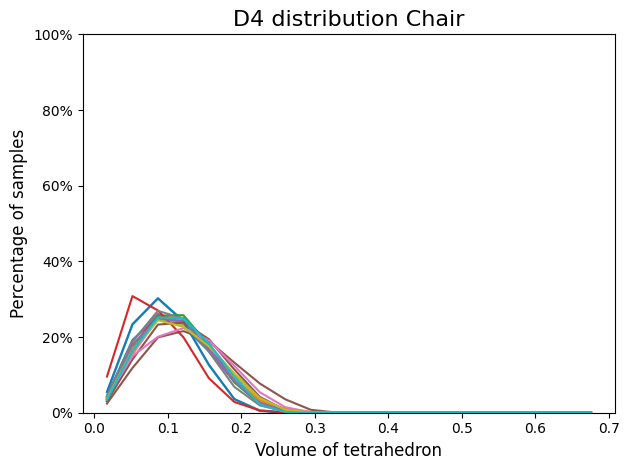 D4 distribution Chair
100%
80%
60%
40%
20%
0%
Percentage of samples
0.0 0.1 0.2 0.3 0.4 0.5 0.6 0.7
Volume of tetrahedron